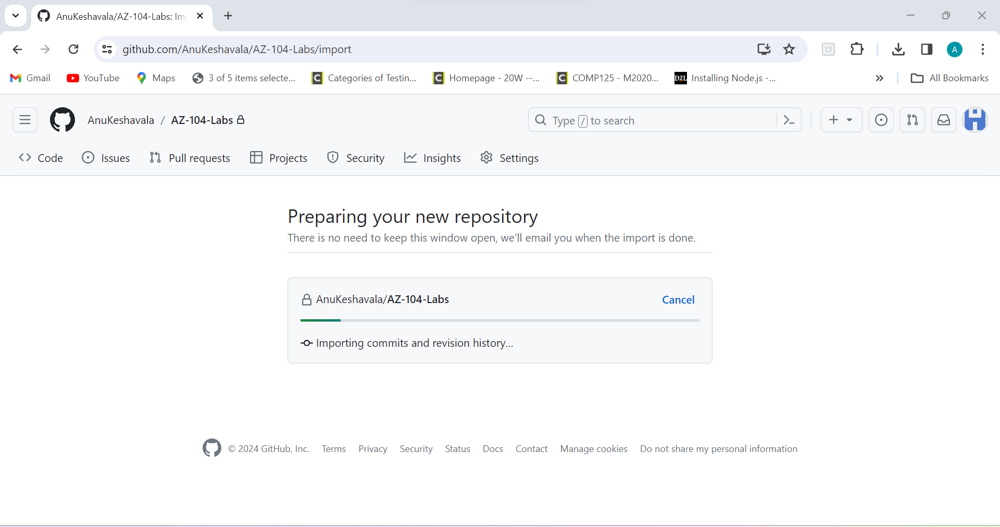 AnuKeshavala/AZ-104-Labs: Im
github.com/AnuKeshavala/AZ-104-Labs/import
A
Gmail YouTube Maps 3 of 5 items selecte... Categories of Testin... Homepage - 20W --... COMP125 - M2020... D2L Installing Node.js -... All Bookmarks
AnuKeshavala / AZ-104-Labs Type / to search
Code Issues Pull requests Projects Security Insights Settings
Preparing your new repository
There is no need to keep this window open, we’ll email you when the import is done.
AnuKeshavala/AZ-104-Labs Cancel
Importing commits and revision history...
© 2024 GitHub, Inc. Terms Privacy Security Status Docs Contact Manage cookies Do not share my personal information